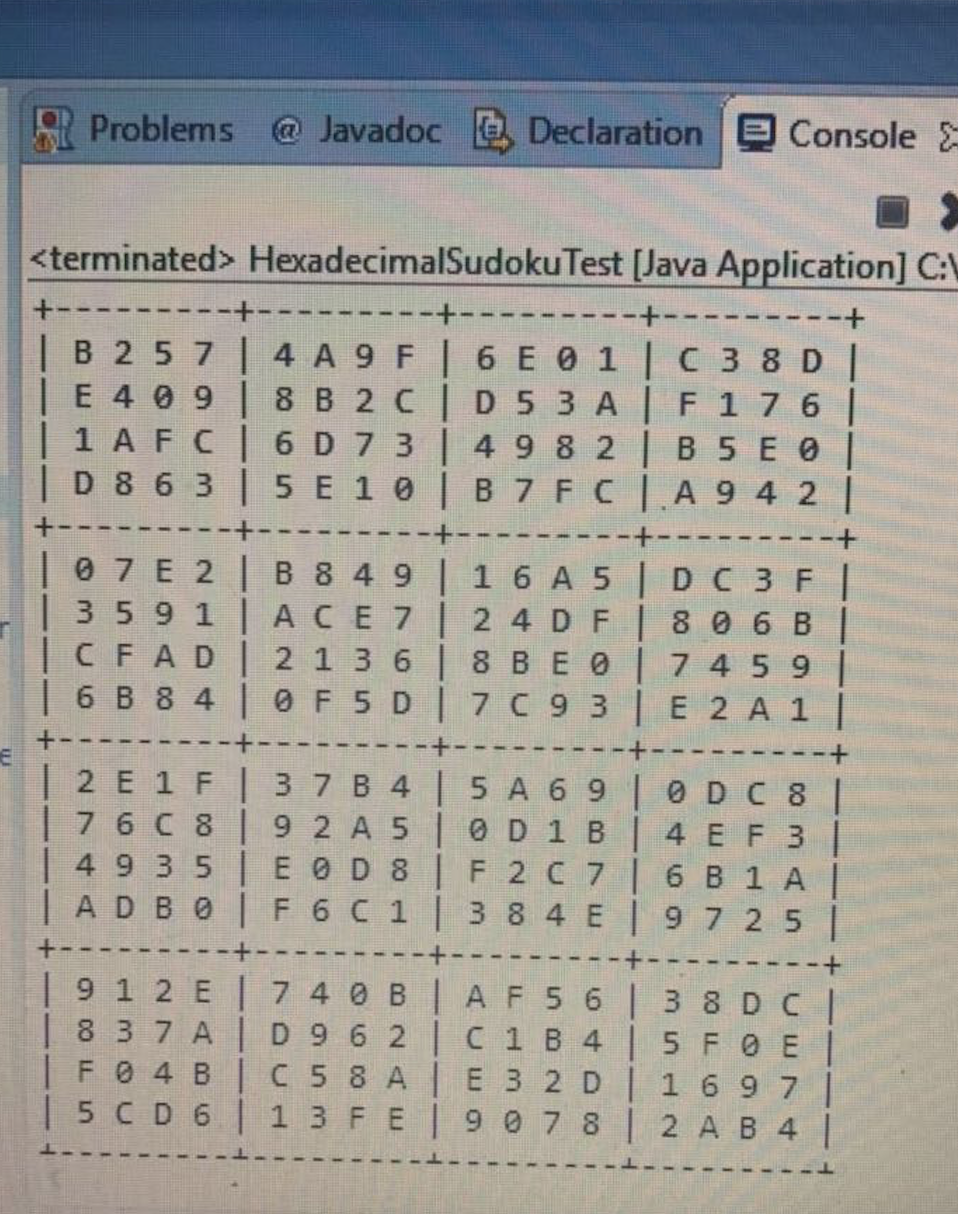 Problems @ Javadoc Declaration Console
<terminated> HexadecimalSudokuTest [Java Application] C:\
+---------+---------+---------+---------+
| B 2 5 7 | 4 A 9 F | 6 E 0 1 | C 3 8 D |
| E 4 0 9 | 8 B 2 C | D 5 3 A | F 1 7 6 |
| 1 A F C | 6 D 7 3 | 4 9 8 2 | B 5 E 0 |
| D 8 6 3 | 5 E 1 0 | B 7 F C | A 9 4 2 |
+---------+---------+---------+---------+
| 0 7 E 2 | B 8 4 9 | 1 6 A 5 | D C 3 F |
| 3 5 9 1 | A C E 7 | 2 4 D F | 8 0 6 B |
| C F A D | 2 1 3 6 | 8 B E 0 | 7 4 5 9 |
| 6 B 8 4 | 0 F 5 D | 7 C 9 3 | E 2 A 1 |
+---------+---------+---------+---------+
| 2 E 1 F | 3 7 B 4 | 5 A 6 9 | 0 D C 8 |
| 7 6 C 8 | 9 2 A 5 | 0 D 1 B | 4 E F 3 |
| 4 9 3 5 | E 0 D 8 | F 2 C 7 | 6 B 1 A |
| A D B 0 | F 6 C 1 | 3 8 4 E | 9 7 2 5 |
+---------+---------+---------+---------+
| 9 1 2 E | 7 4 0 B | A F 5 6 | 3 8 D C |
| 8 3 7 A | D 9 6 2 | C 1 B 4 | 5 F 0 E |
| F 0 4 B | C 5 8 A | E 3 2 D | 1 6 9 7 |
| 5 C D 6 | 1 3 F E | 9 0 7 8 | 2 A B 4 |
+---------+---------+---------+---------+